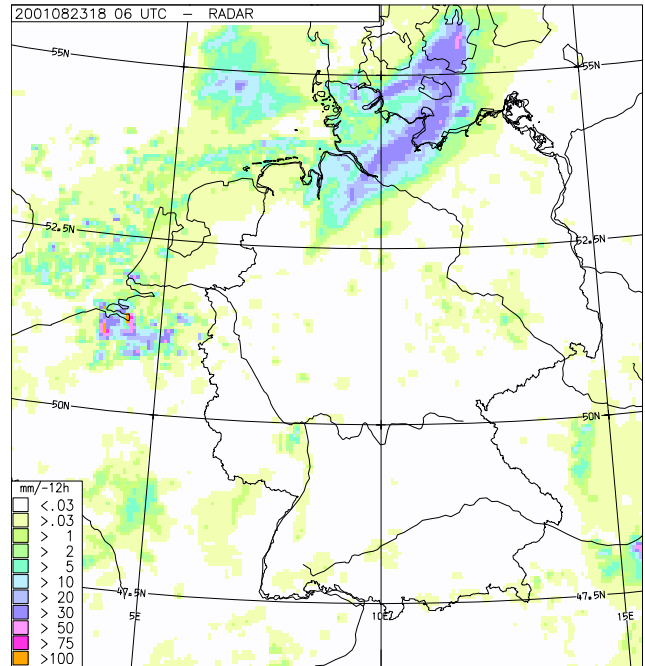 2001082318 06 UTC - RADAR
55N
55N
52.5N
52.5N
50N
50N
mm/-12h
<.03
>.03
> 1
> 2
> 5
> 10
> 20
> 30
> 50
> 75
>100
47.5N
47.5N
5E
10E
15E